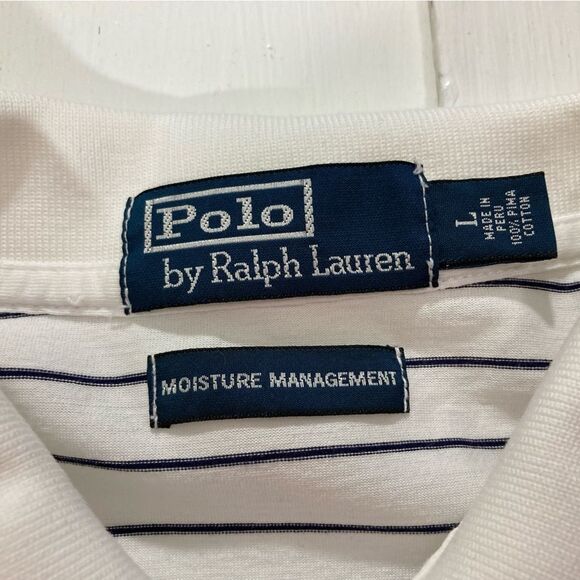 Polo
by Ralph Lauren
L
MADE IN
PERU
100% PIMA
COTTON
MOISTURE MANAGEMENT